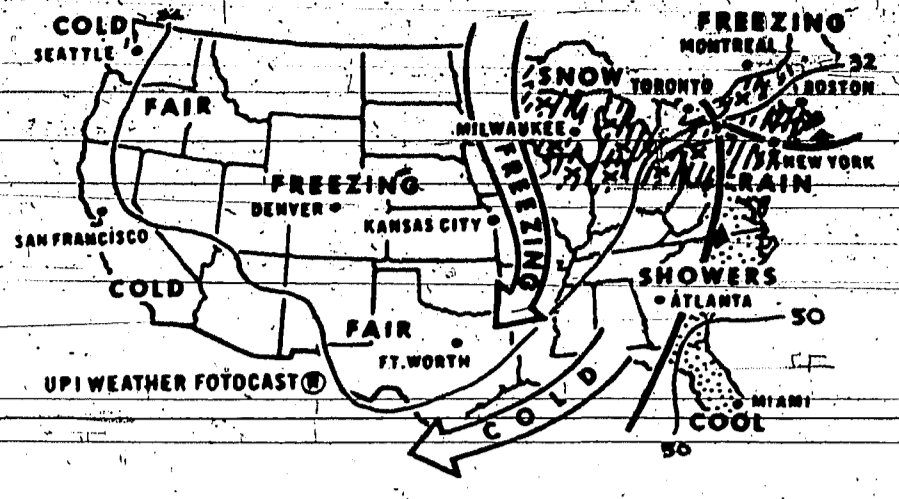 FREEZING
COLD
32
SEATTLE
MONTREAL
32
SNOW
TORONTO
BOSTON
FAIR
MILWAUKEE
NEW YORK
FREEZING
FREEZING
RAIN
DENVER
KANSAS CITY
SAN FRANCISCO
SHOWERS
COLD
ATLANTA
50
FAIR
FT. WORTH
UPI WEATHER FOTOCAST ®
COLD
MIAMI
COOL
50